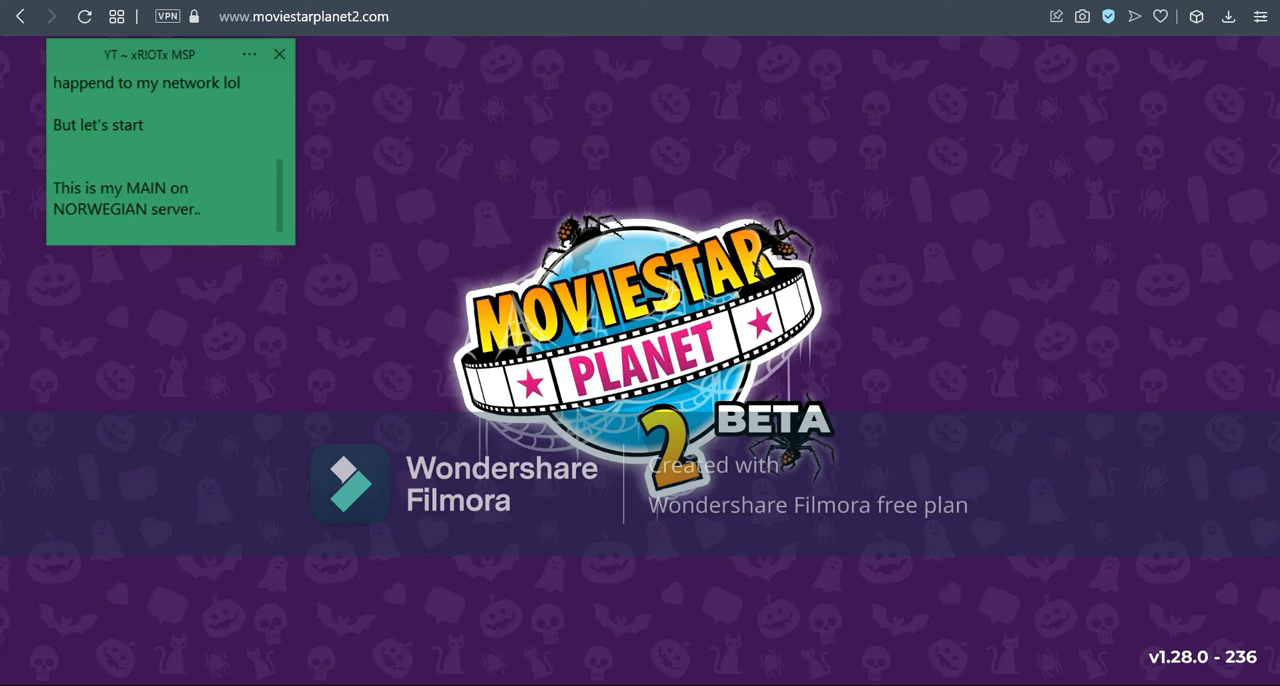 VPN
www.moviestarplanet2.com
YT ~ xR!OTx MSP
happend to my network lol
But let's start
This is my MAIN on
NORWEGIAN server..
MOVIESTAR
PLANET
2 BETA
Wondershare
Filmora
Created with
Wondershare Filmora free plan
v1.28.0 - 236